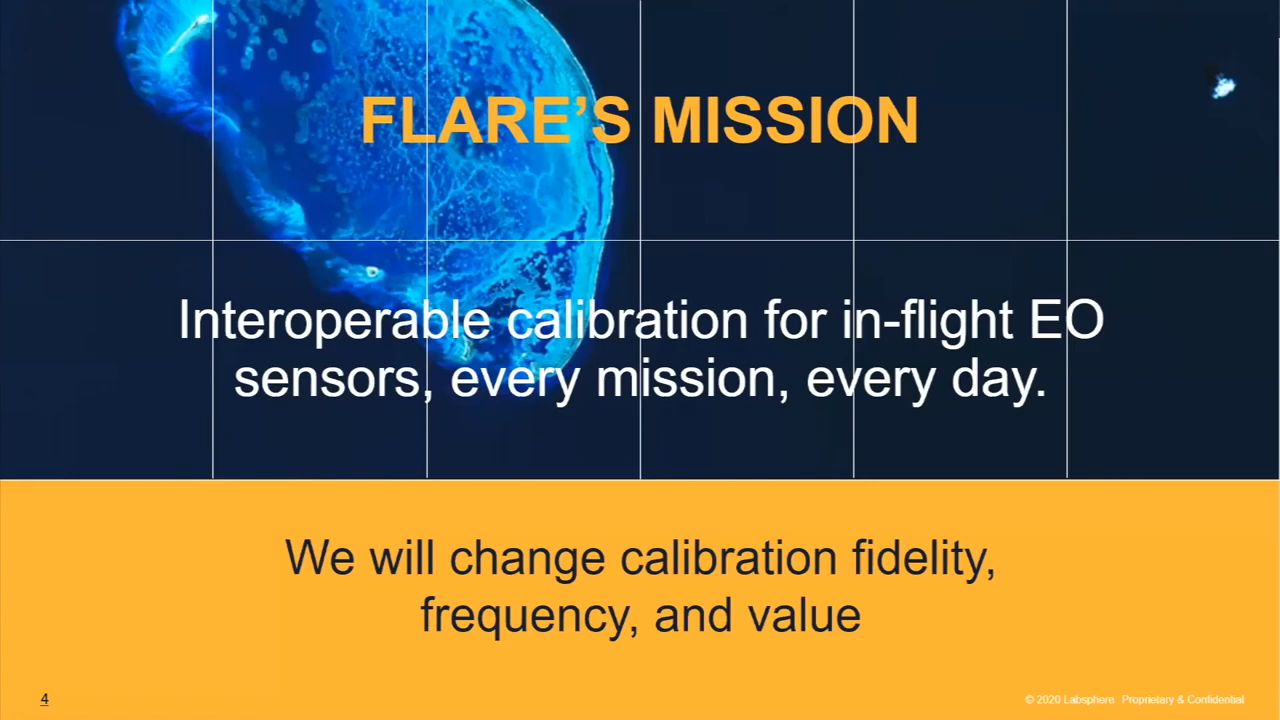 FLARE’S MISSION
Interoperable calibration for in-flight EO
sensors, every mission, every day.
We will change calibration fidelity,
frequency, and value
4
© 2020 Labsphere Proprietary & Confidential